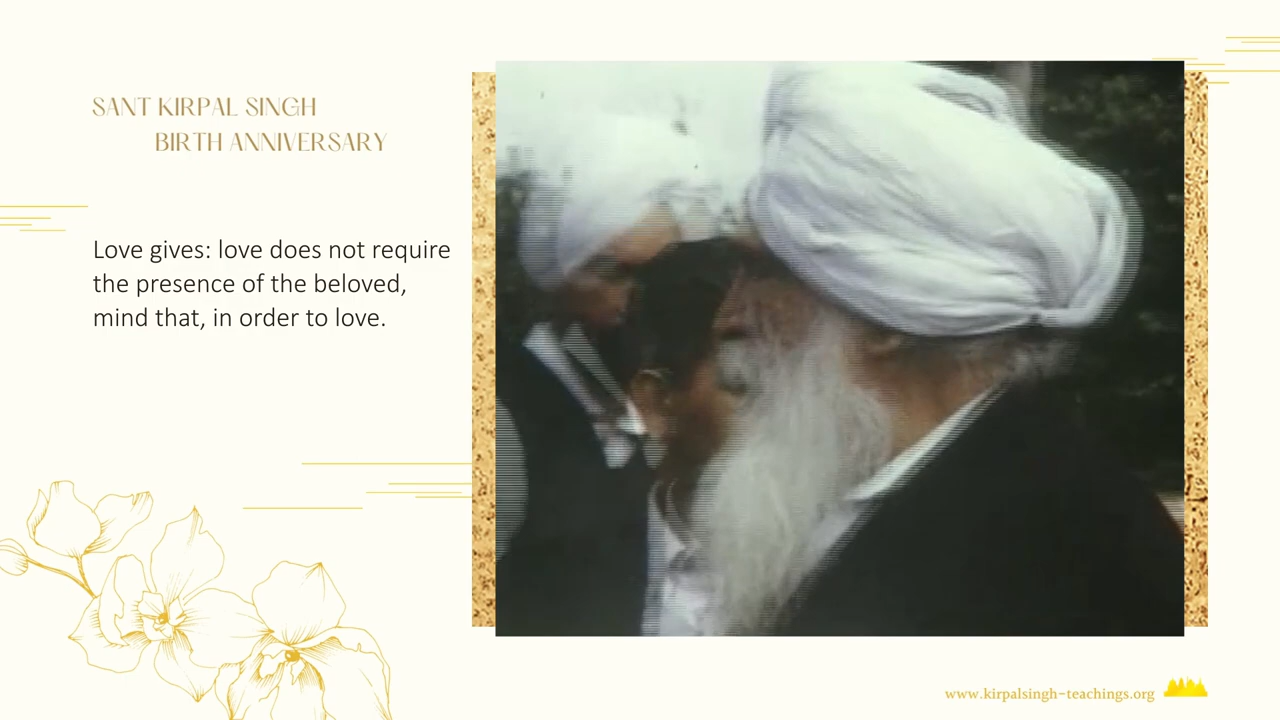 SANT KIRPAL SINGH
BIRTH ANNIVERSARY
Love gives: love does not require
the presence of the beloved,
mind that, in order to love.
www.kirpalsingh-teachings.org